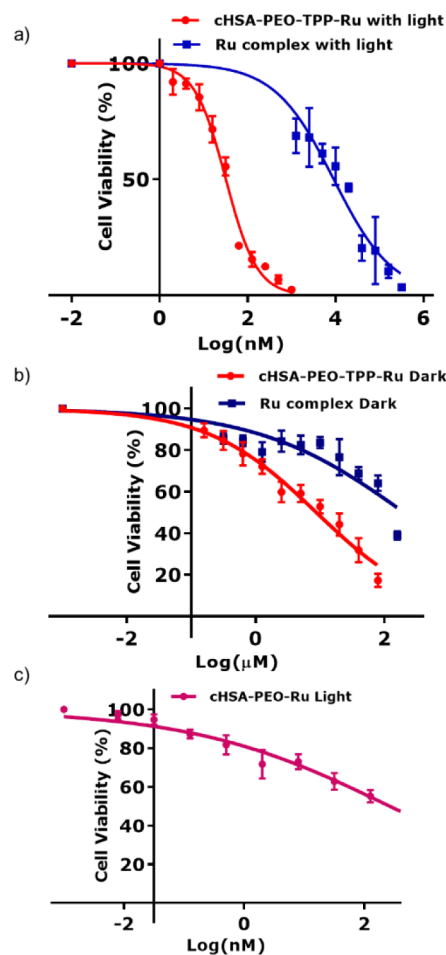 a)
cHSA-PEO-TPP-Ru with light
Ru complex with light
100
50
Cell Viability (%)
-2
0
2
4
6
Log(nM)
b)
cHSA-PEO-TPP-Ru Dark
Ru complex Dark
100
80
60
40
20
Cell Viability (%)
-2
0
2
Log(μM)
c)
cHSA-PEO-Ru Light
100
80
60
40
20
Cell Viability (%)
-2
0
2
Log(nM)